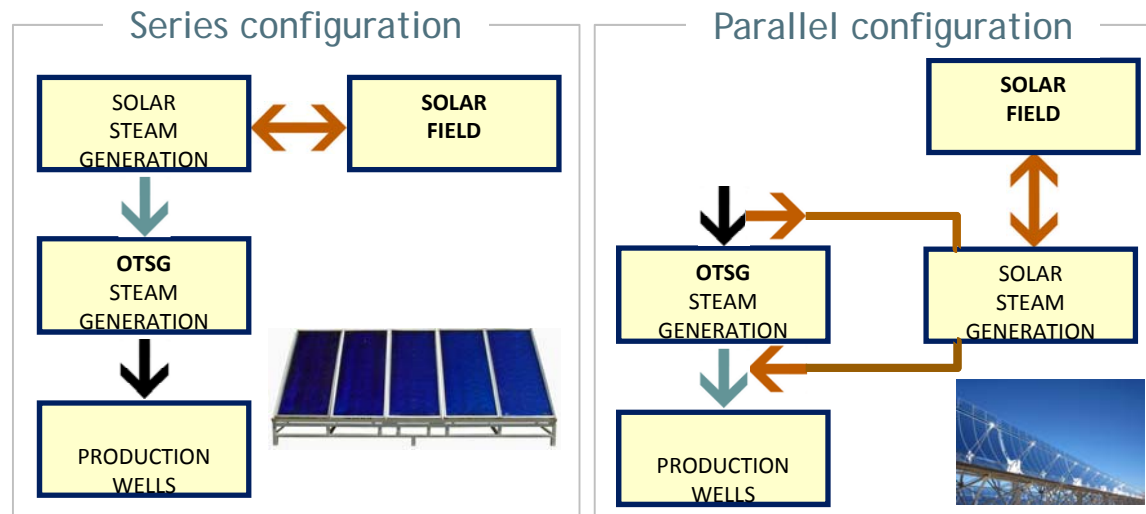 Series configuration
SOLAR
STEAM
GENERATION
SOLAR
FIELD
OTSG
STEAM
GENERATION
PRODUCTION
WELLS
Parallel configuration
SOLAR
FIELD
OTSG
STEAM
GENERATION
SOLAR
STEAM
GENERATION
PRODUCTION
WELLS